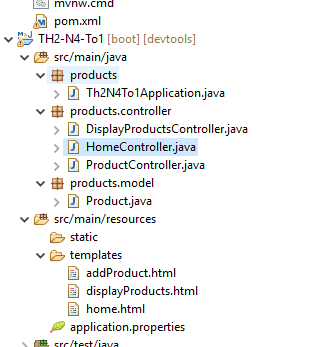 mvnw.cmd
pom.xml
TH2-N4-To1 [boot] [devtools]
src/main/java
products
Th2N4To1Application.java
products.controller
DisplayProductsController.java
HomeController.java
ProductController.java
products.model
Product.java
src/main/resources
static
templates
addProduct.html
displayProducts.html
home.html
application.properties
src/test/java